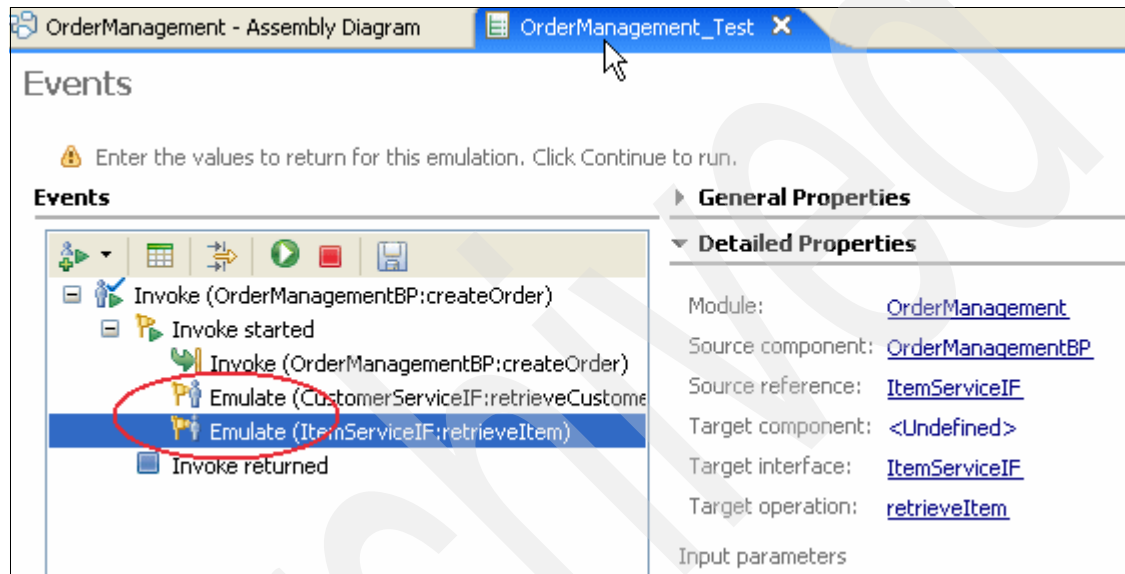 OrderManagement - Assembly Diagram
OrderManagement_Test
Events
Enter the values to return for this emulation. Click Continue to run.
Events
Invoke (OrderManagementBP:createOrder)
Invoke started
Invoke (OrderManagementBP:createOrder)
Emulate (CustomerServiceIF:retrieveCustome
Emulate (ItemServiceIF:retrieveItem)
Invoke returned
General Properties
Detailed Properties
Module: OrderManagement
Source component: OrderManagementBP
Source reference: ItemServiceIF
Target component: <Undefined>
Target interface: ItemServiceIF
Target operation: retrieveItem
Input parameters